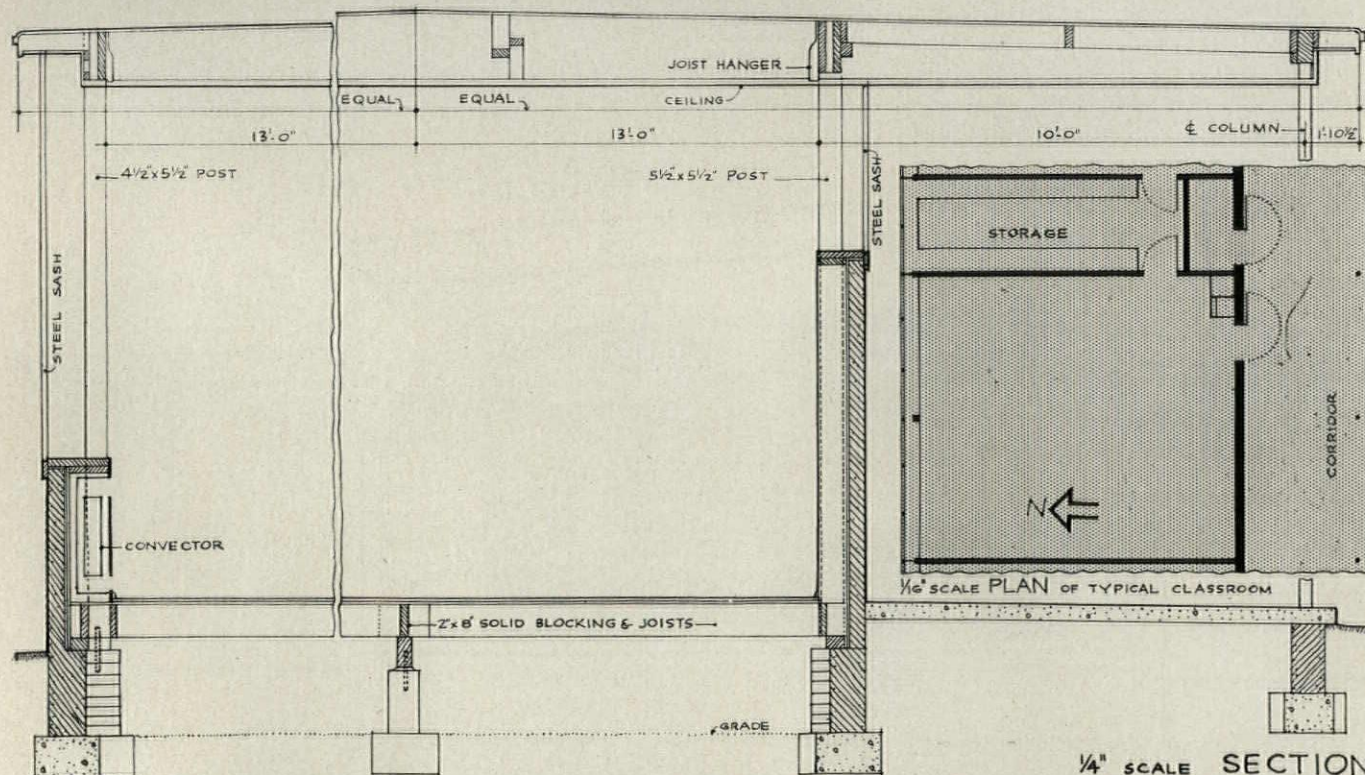 JOIST HANGER
EQUAL EQUAL CEILING
13'-0" 13'-0" 10'-0" ℄ COLUMN 1'-10½"
4½"x5½" POST 5½"x5½" POST
STEEL SASH
STEEL SASH
STORAGE
CORRIDOR
N
CONVECTOR
1/16" SCALE PLAN OF TYPICAL CLASSROOM
2"x8" SOLID BLOCKING & JOISTS
GRADE
¼" SCALE SECTION